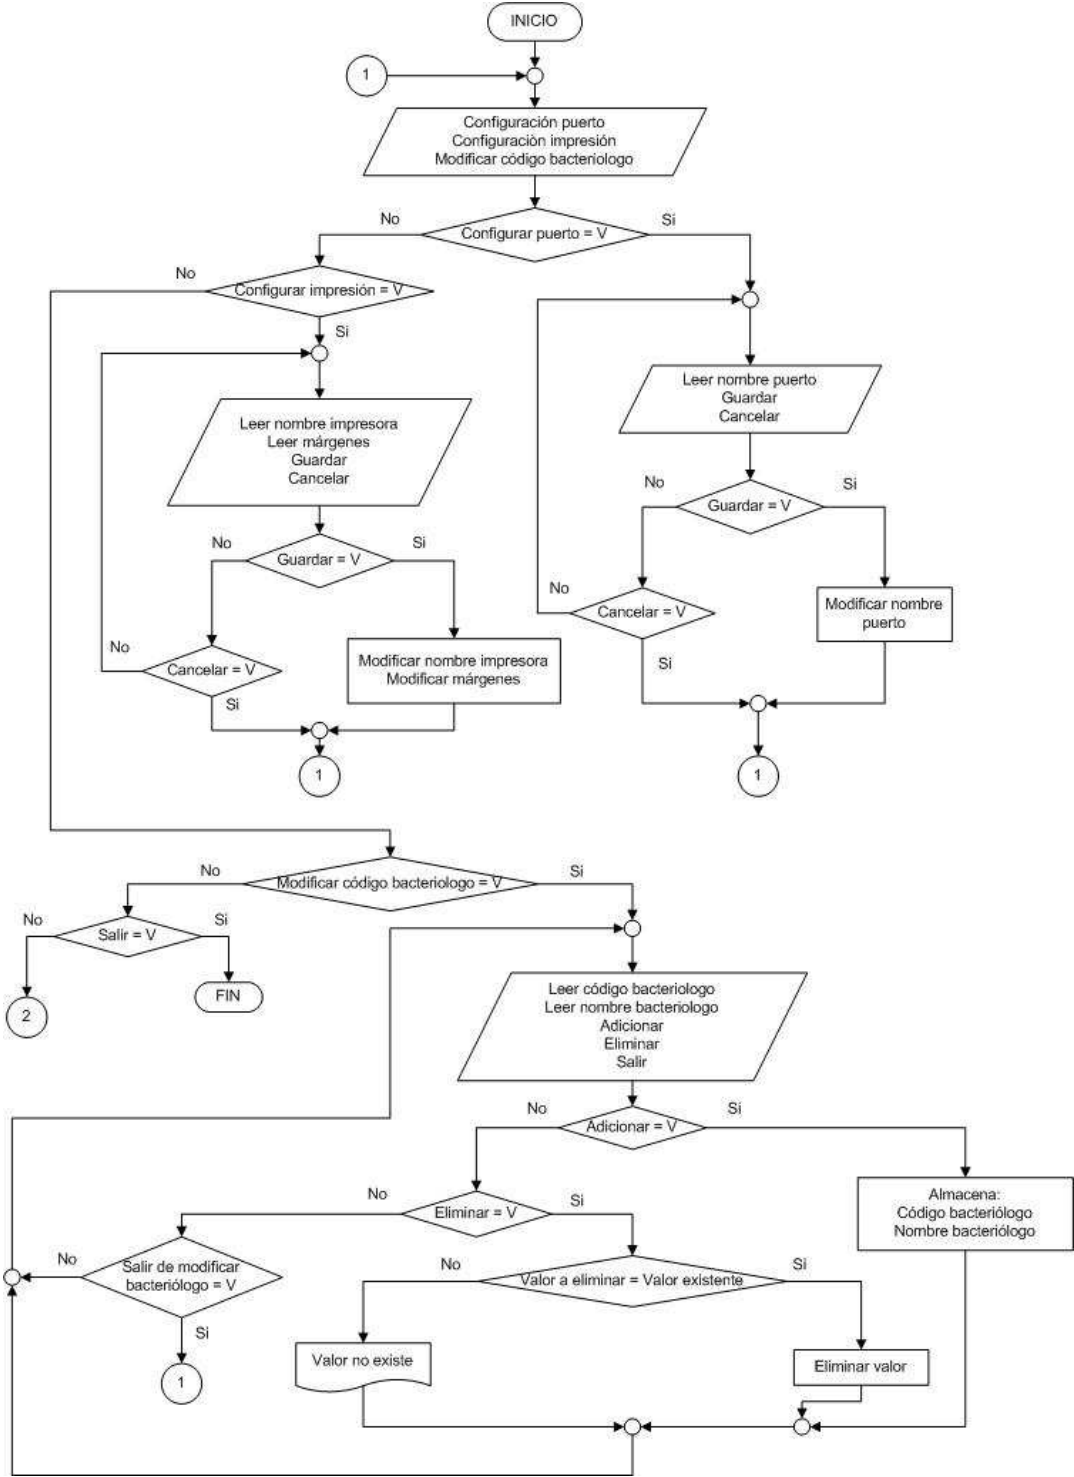 INICIO
1
Configuración puerto
Configuraciòn impresión
Modificar código bacteriologo
No
Si
Configurar puerto = V
No
Configurar impresión = V
Si
Leer nombre impresora
Leer márgenes
Guardar
Cancelar
No
Si
Guardar = V
No
Cancelar = V
Si
Modificar nombre impresora
Modificar márgenes
1
Leer nombre puerto
Guardar
Cancelar
No
Si
Guardar = V
No
Cancelar = V
Si
Modificar nombre
puerto
1
No
Si
Modificar código bacteriologo = V
No
Si
Salir = V
2
FIN
Leer código bacteriologo
Leer nombre bacteriologo
Adicionar
Eliminar
Salir
No
Si
Adicionar = V
Almacena:
Código bacteriólogo
Nombre bacteriólogo
No
Si
Eliminar = V
No
Salir de modificar
bacteriólogo = V
Si
1
No
Si
Valor a eliminar = Valor existente
Valor no existe
Eliminar valor